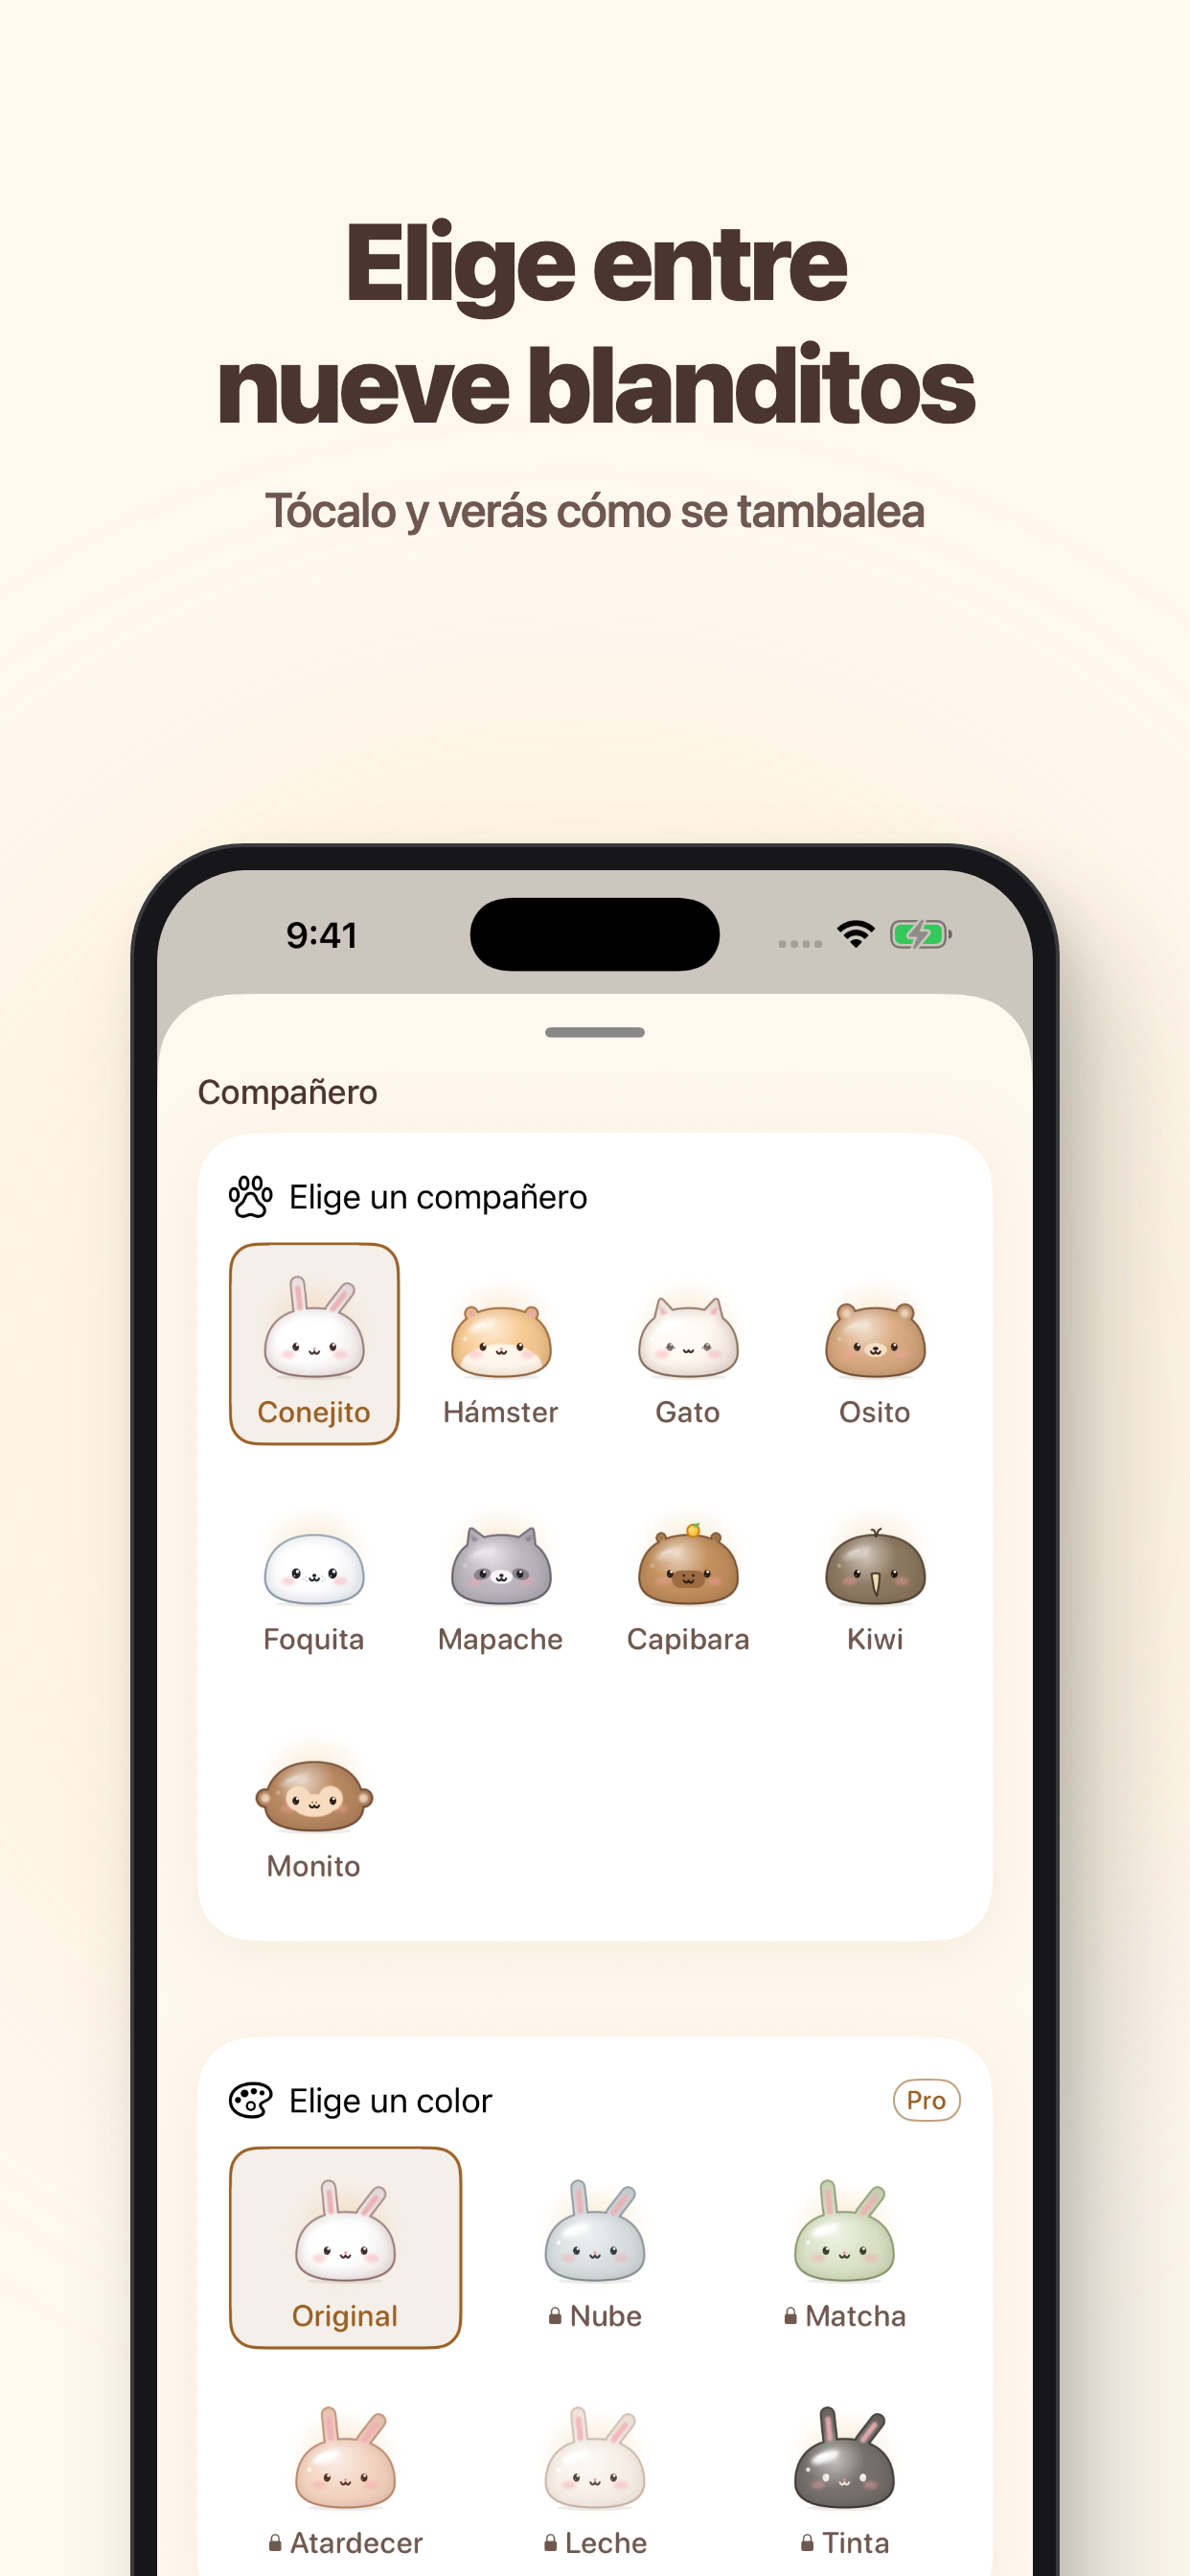 Elige entre
nueve blanditos
Tócalo y verás cómo se tambalea
9:41
Compañero
Elige un compañero
Conejito Hámster Gato Osito
Foquita Mapache Capibara Kiwi
Monito
Elige un color Pro
Original Nube Matcha
Atardecer Leche Tinta